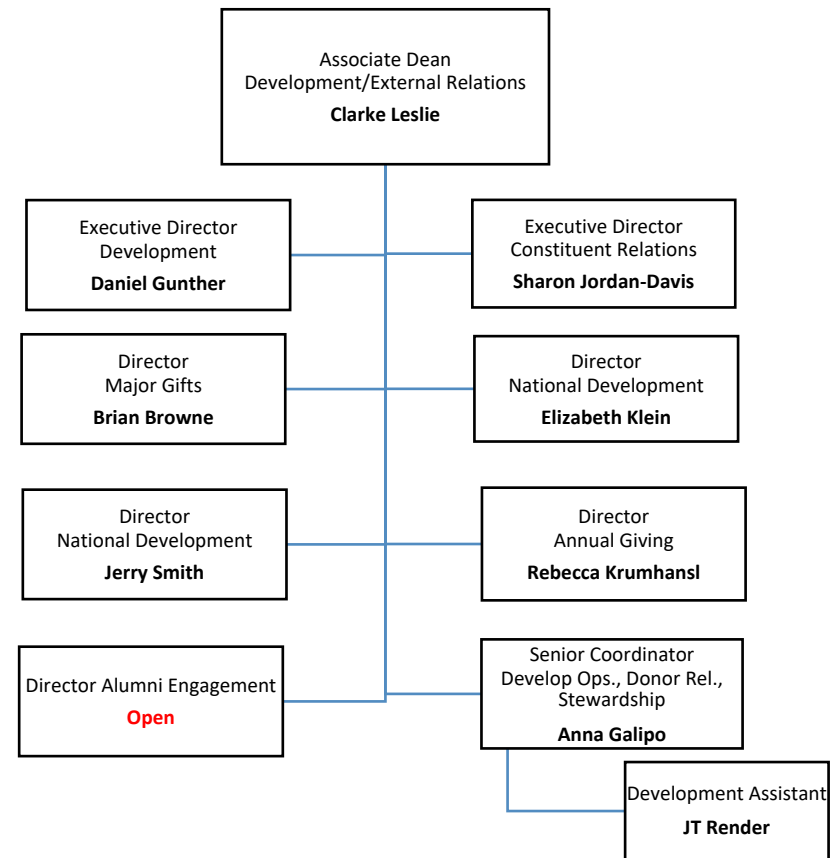 Associate Dean
Development/External Relations
Clarke Leslie
Executive Director
Development
Daniel Gunther
Executive Director
Constituent Relations
Sharon Jordan-Davis
Director
Major Gifts
Brian Browne
Director
National Development
Elizabeth Klein
Director
National Development
Jerry Smith
Director
Annual Giving
Rebecca Krumhansl
Director Alumni Engagement
Open
Senior Coordinator
Develop Ops., Donor Rel.,
Stewardship
Anna Galipo
Development Assistant
JT Render